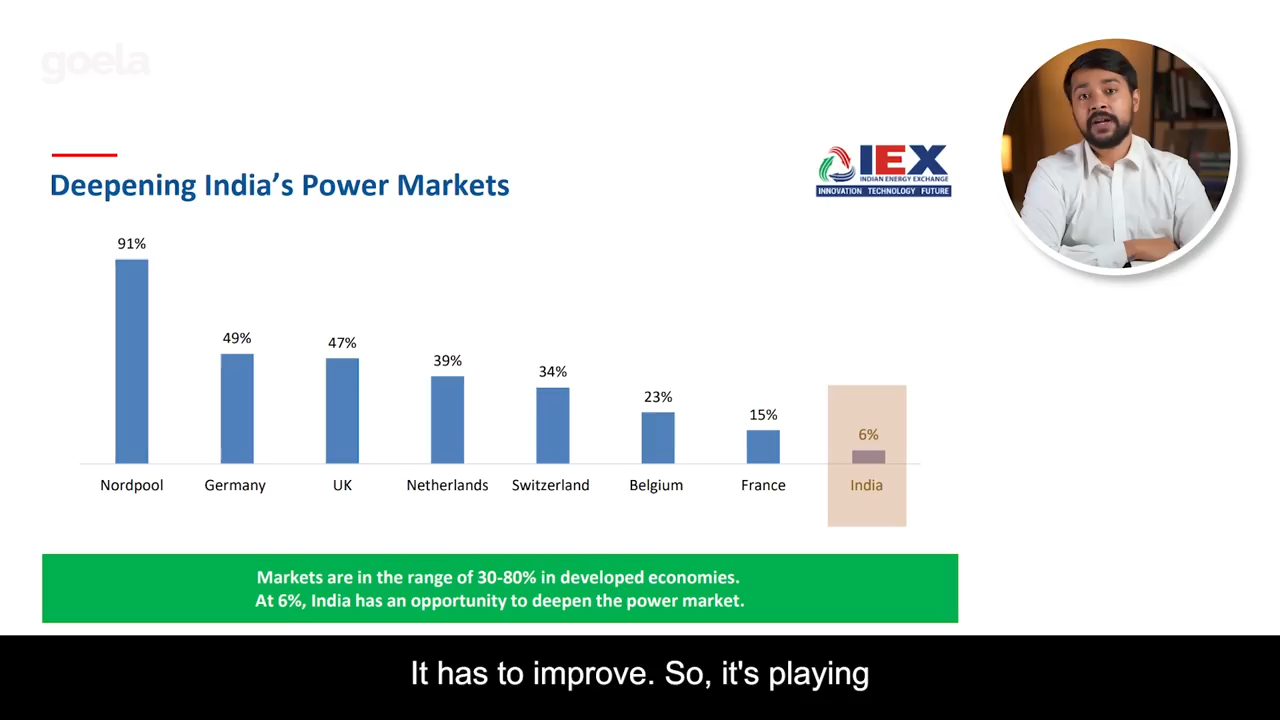 goela
IEX
INDIAN ENERGY EXCHANGE
INNOVATION TECHNOLOGY FUTURE
Deepening India’s Power Markets
91%
49%
47%
39%
34%
23%
15%
6%
Nordpool
Germany
UK
Netherlands
Switzerland
Belgium
France
India
Markets are in the range of 30-80% in developed economies.
At 6%, India has an opportunity to deepen the power market.
It has to improve. So, it's playing